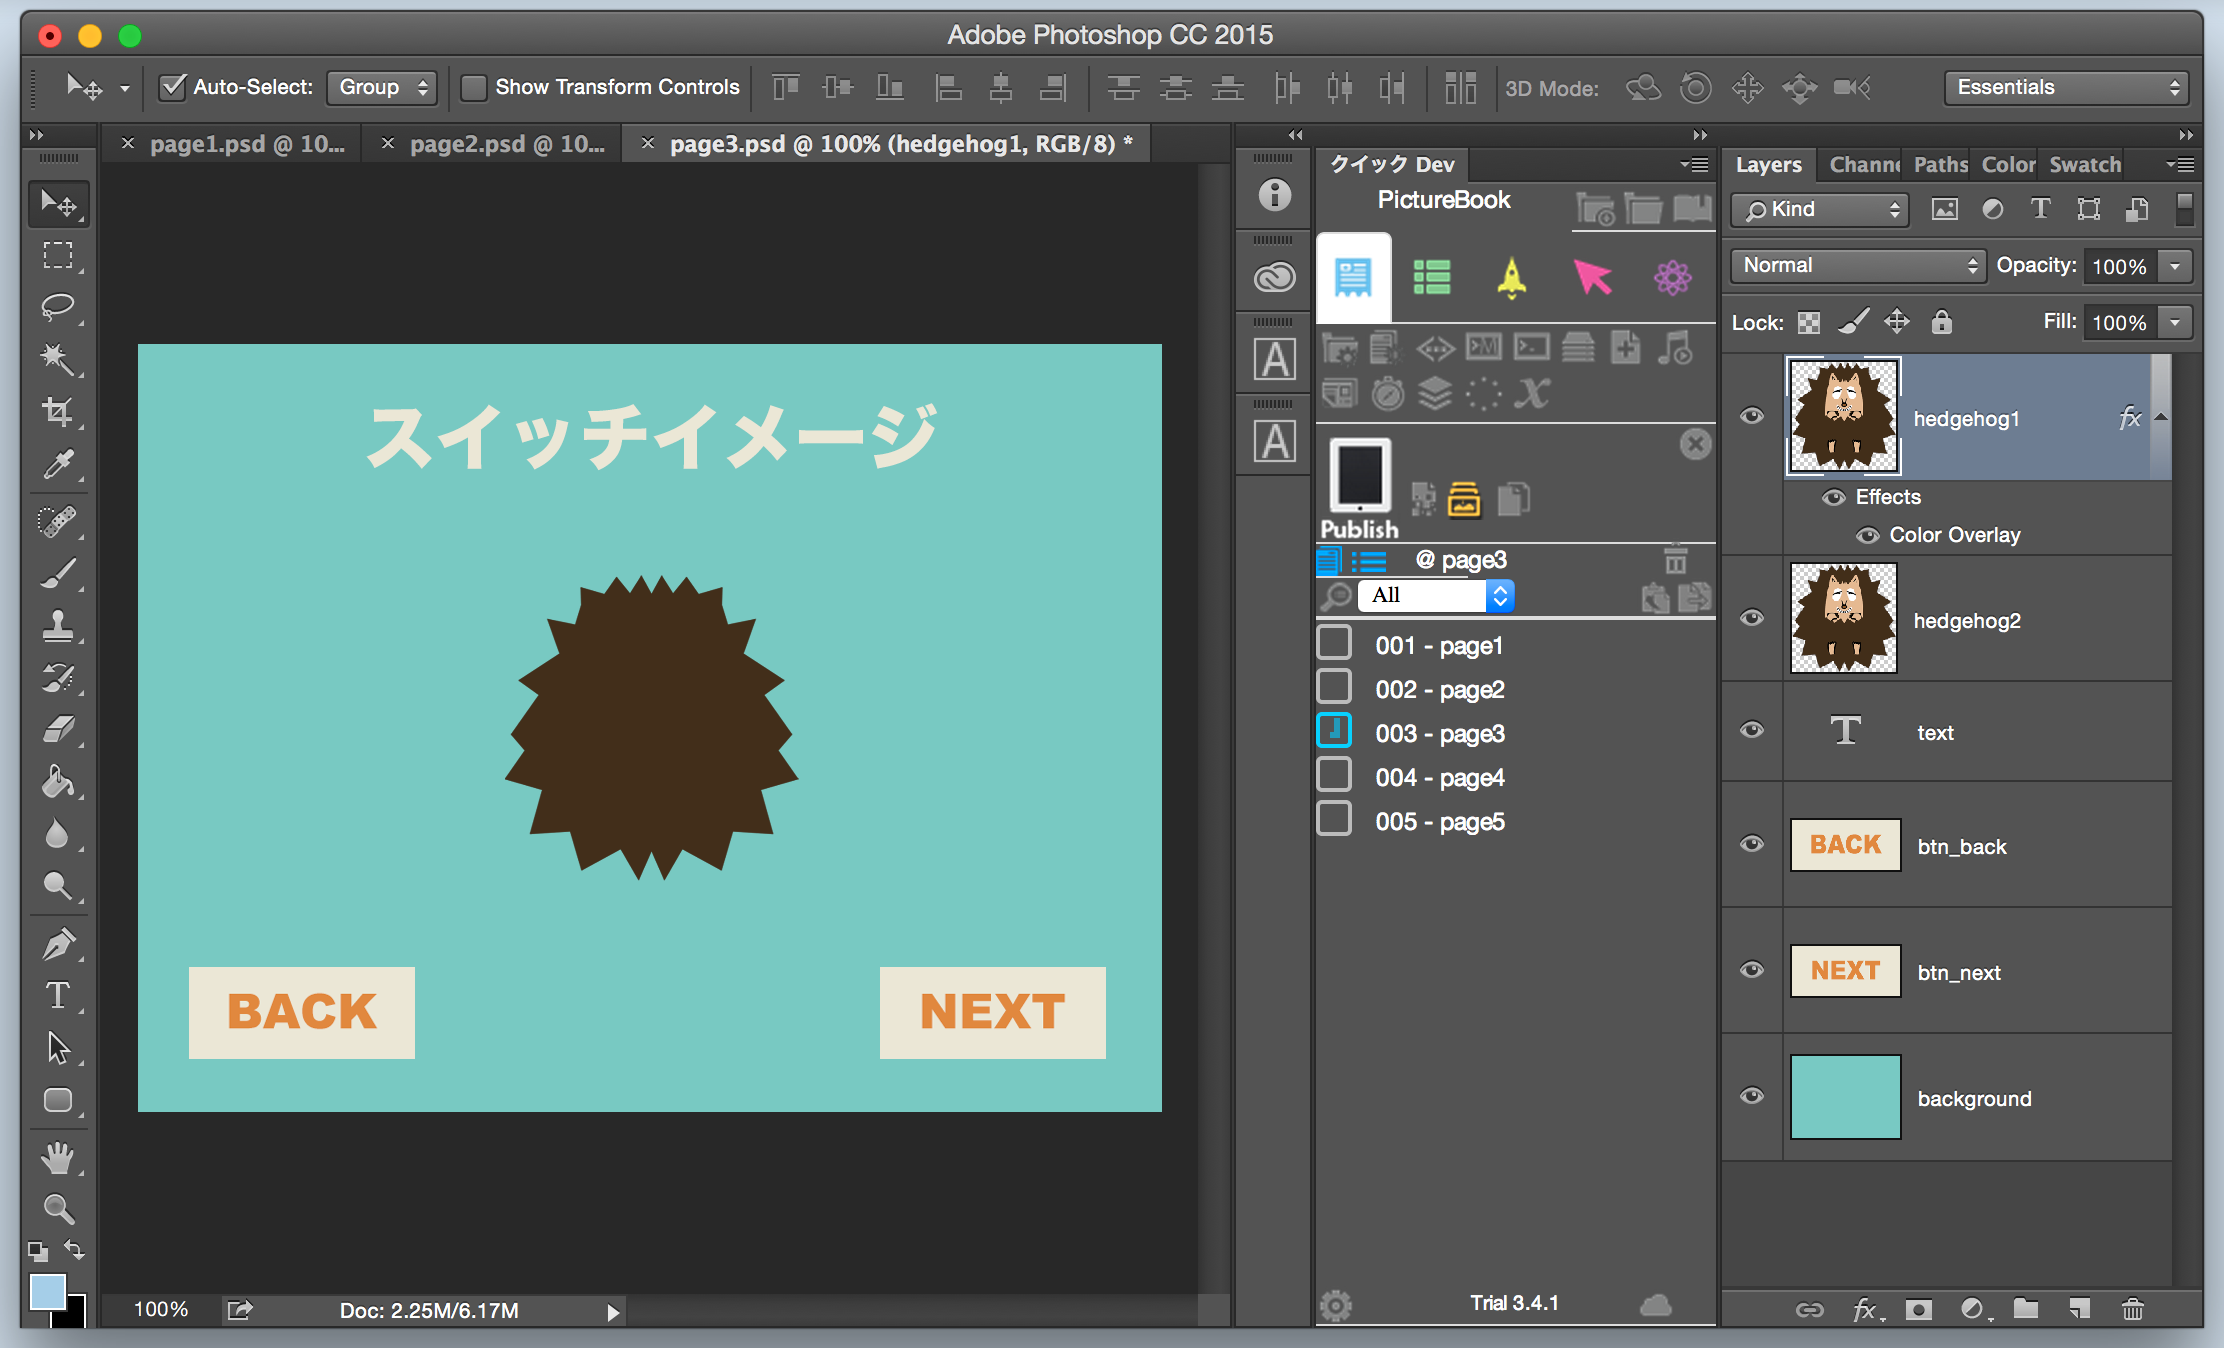 Adobe Photoshop CC 2015
Auto-Select: Group Show Transform Controls 3D Mode: Essentials
page1.psd @ 10... page2.psd @ 10... page3.psd @ 100% (hedgehog1, RGB/8) *
スイッチイメージ
BACK NEXT
100% Doc: 2.25M/6.17M
A
A
クイック Dev
PictureBook
Publish
@ page3
All
001 - page1
002 - page2
003 - page3
004 - page4
005 - page5
Trial 3.4.1
Layers Channe Paths Color Swatch
Kind
Normal Opacity: 100%
Lock: Fill: 100%
hedgehog1 fx
Effects
Color Overlay
hedgehog2
T text
BACK btn_back
NEXT btn_next
background
fx